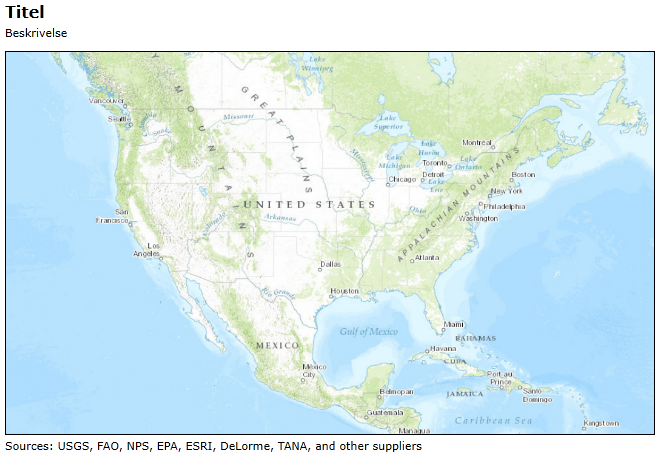 Titel
Beskrivelse
Lake
Winnipeg
Vancouver
Seattle
MOUNTAINS
GREAT PLAINS
Missouri
Lake
Superior
Montreal
Lake
Huron
Lake
Michigan
Toronto
Lake
Ontario
Detroit
Lake
Erie
Chicago
Boston
New York
Philadelphia
Washington
Mississippi
APPALACHIAN MOUNTAINS
UNITED STATES
Ohio
Arkansas
Colorado
San
Francisco
Los
Angeles
Atlanta
Dallas
Houston
Rio Grande
Miami
Gulf of Mexico
BAHAMAS
MEXICO
Havana
CUBA
Mexico
City
Port au
Prince
Santo
Domingo
Belmopan
JAMAICA
Guatemala
Caribbean Sea
Kingstown
Managua
Sources: USGS, FAO, NPS, EPA, ESRI, DeLorme, TANA, and other suppliers